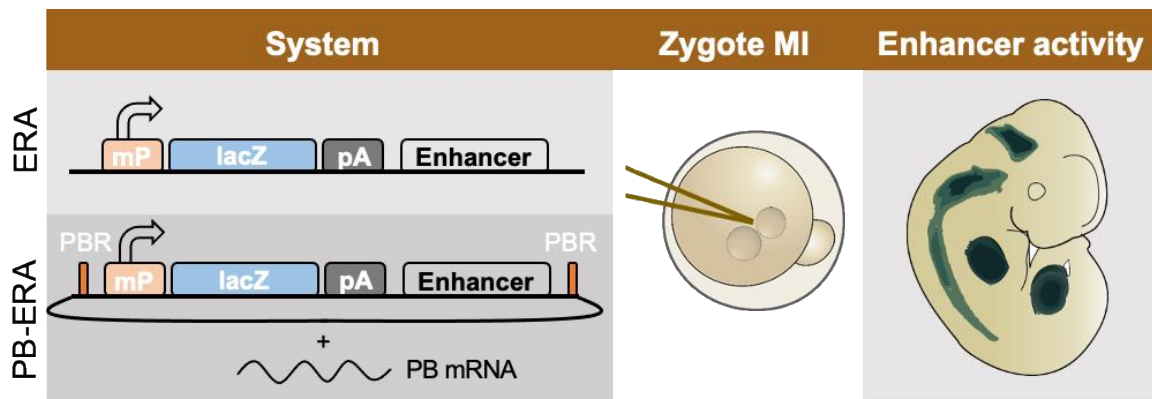 System Zygote MI Enhancer activity
ERA
mP lacZ pA Enhancer
PB-ERA
PBR PBR
mP lacZ pA Enhancer
+
PB mRNA